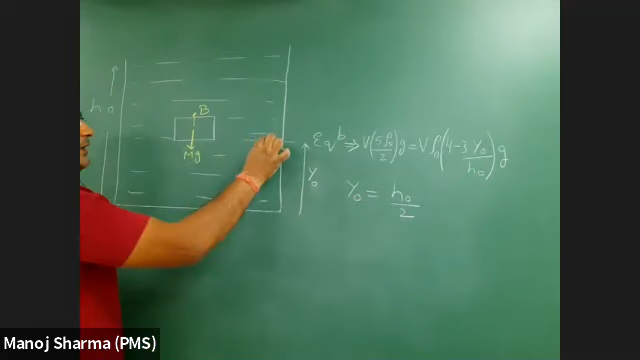 h₀
B
Mg
Eq^b ⇒ V(5ρ₀/2)g = Vρ₀(4-3 Y₀/h₀)g
Y₀
Y₀ = h₀/2
Manoj Sharma (PMS)